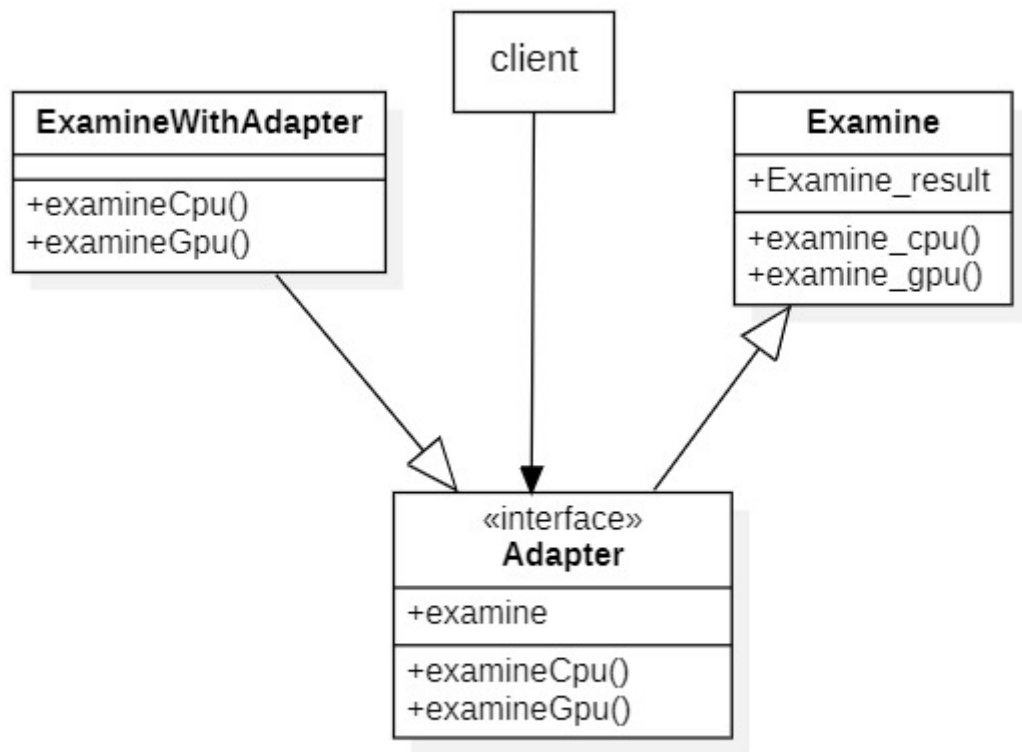 client
ExamineWithAdapter
+examineCpu()
+examineGpu()
Examine
+Examine_result
+examine_cpu()
+examine_gpu()
«interface»
Adapter
+examine
+examineCpu()
+examineGpu()